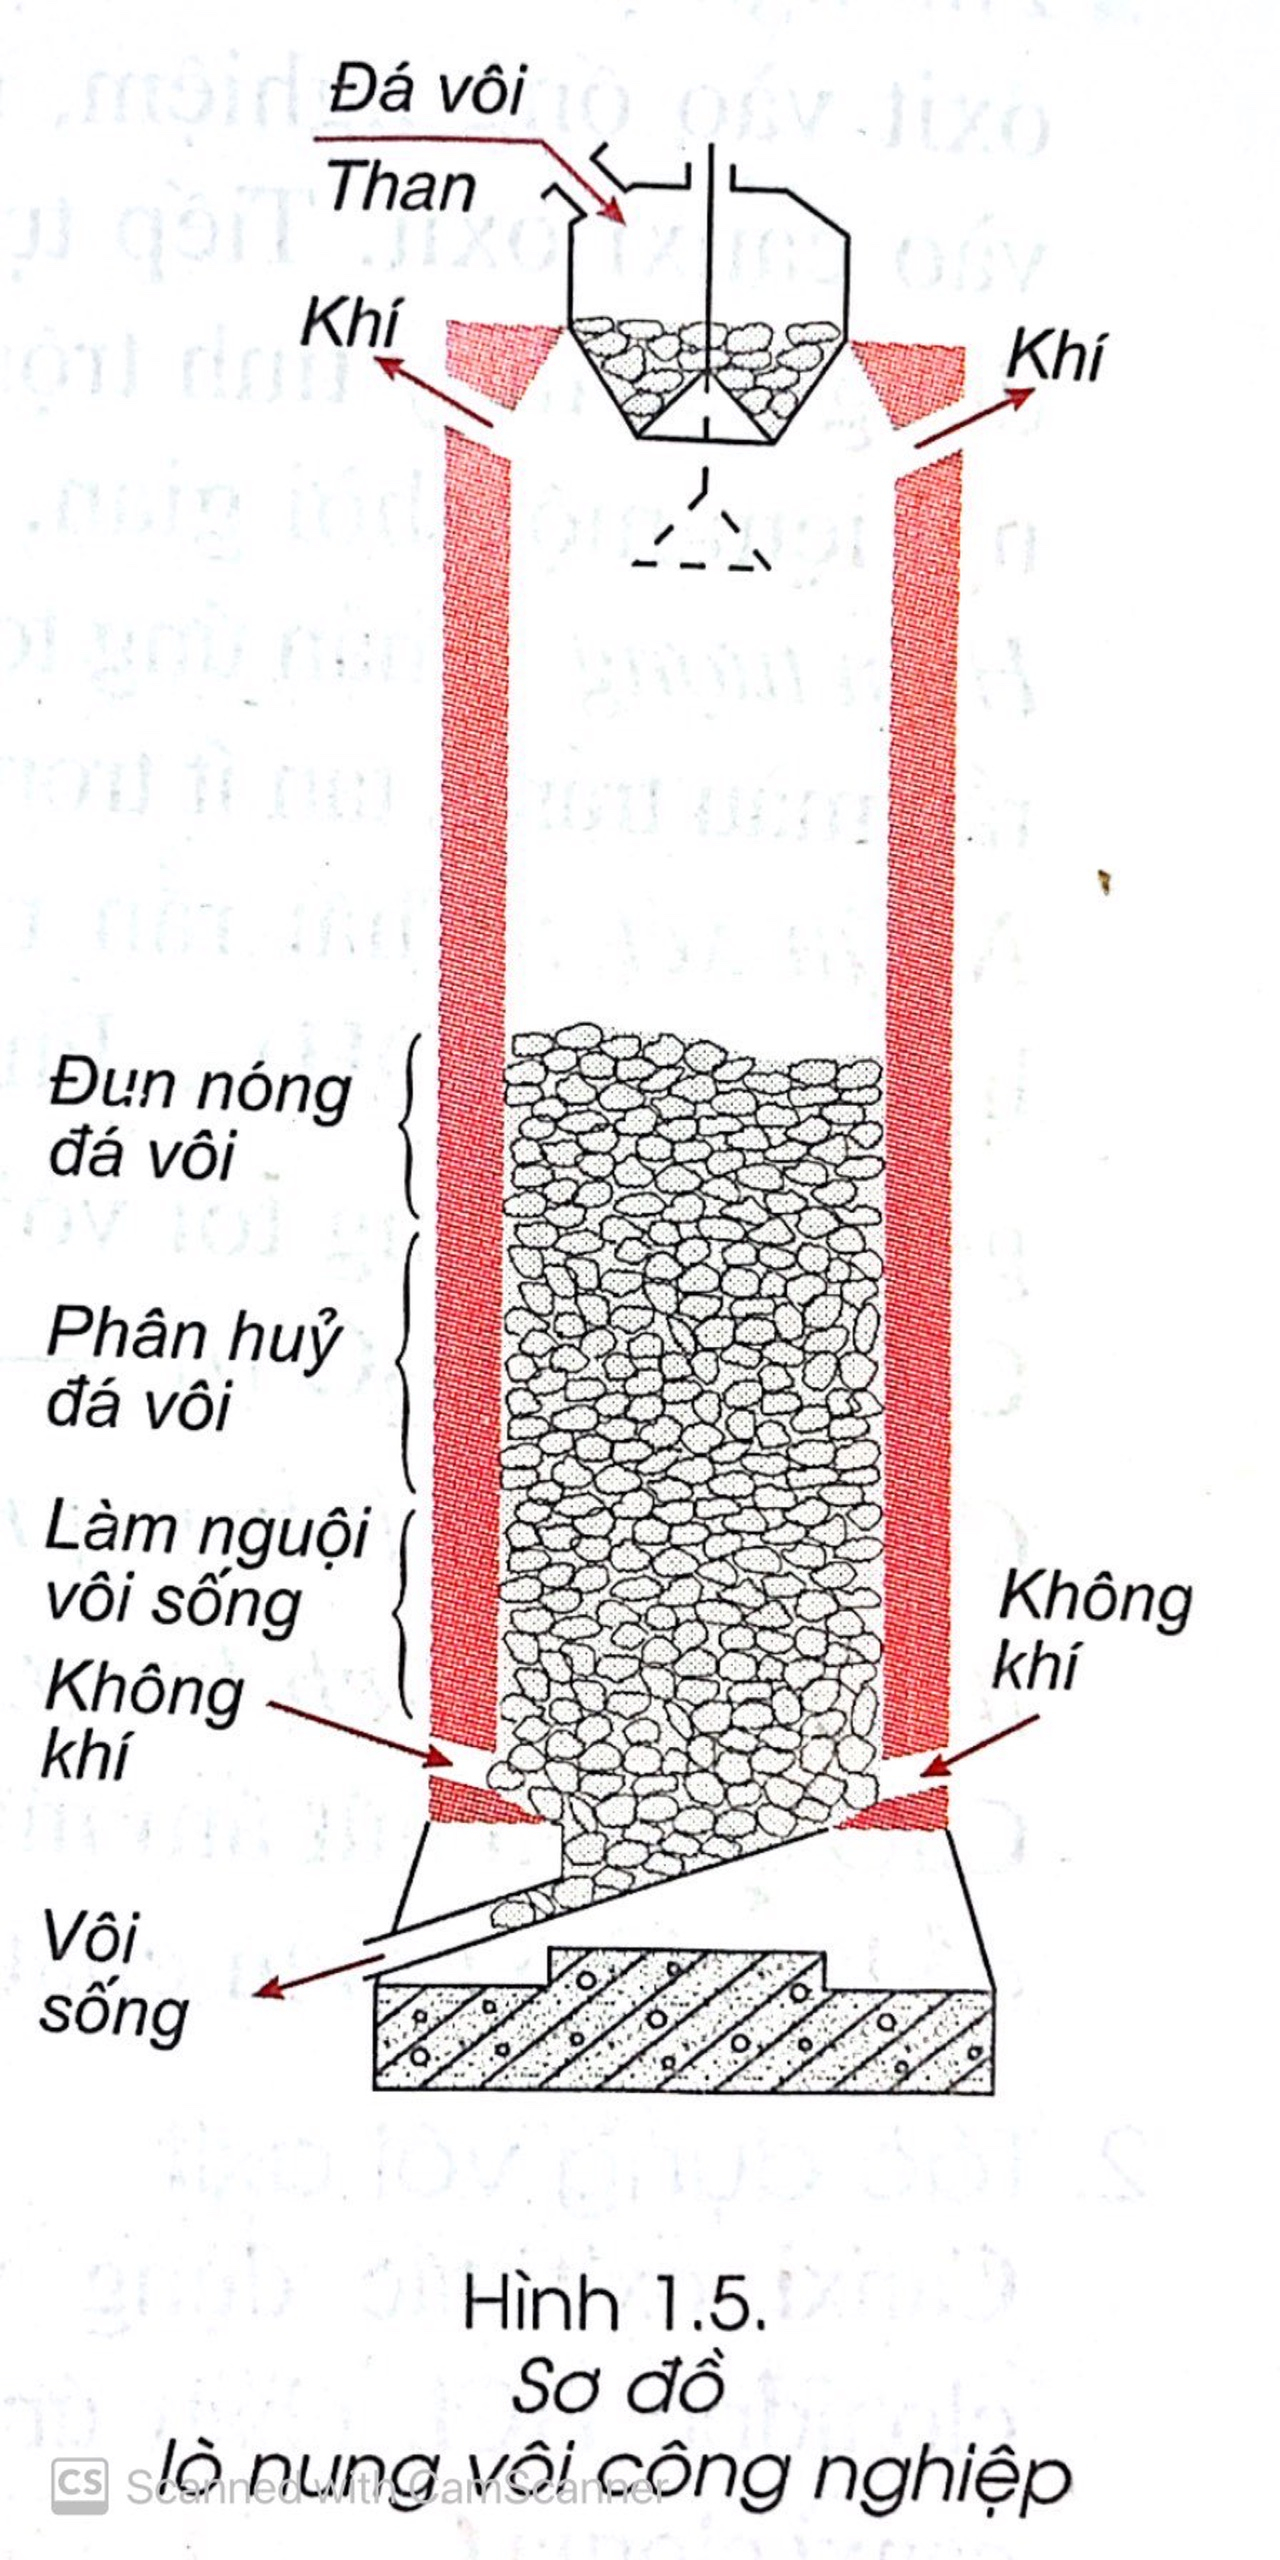 Đá vôi
Than
Khí
Khí
Đun nóng
đá vôi
Phân huỷ
đá vôi
Làm nguội
vôi sống
Không
khí
Không
khí
Vôi
sống
Hình 1.5.
Sơ đồ
lò nung vôi công nghiệp
CS Scanned with CamScanner